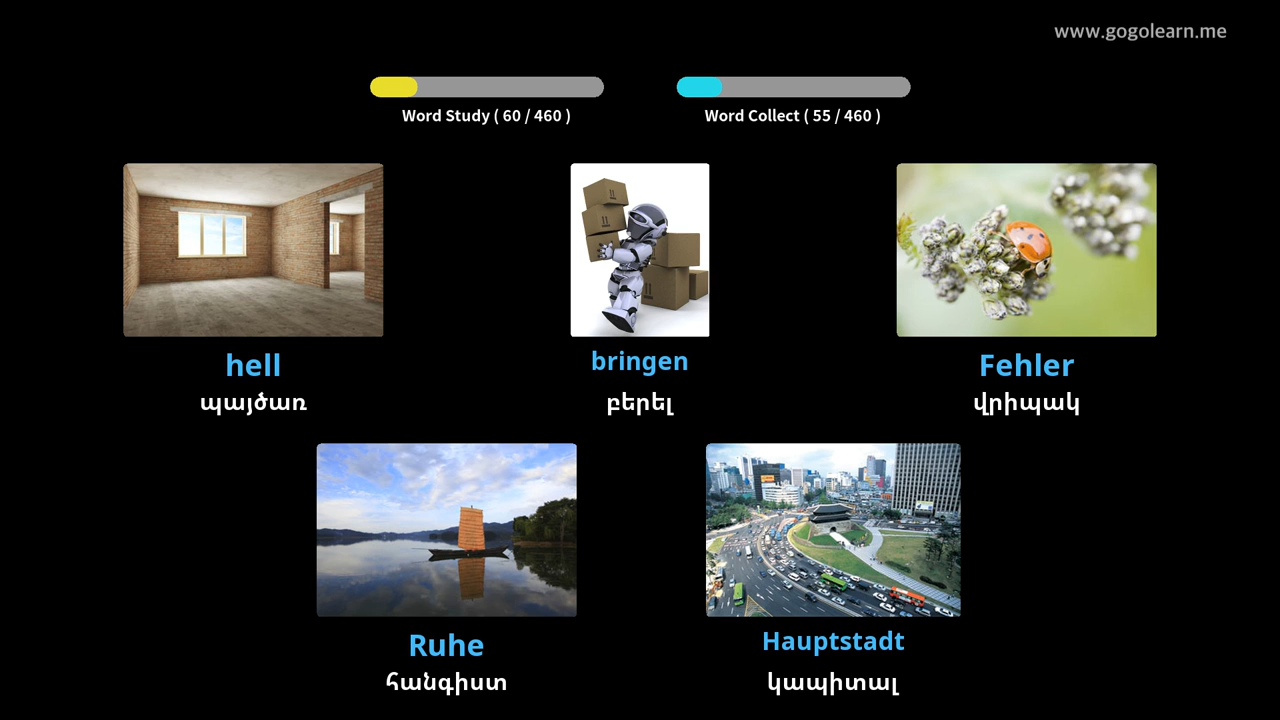 www.gogolearn.me
Word Study ( 60 / 460 )
Word Collect ( 55 / 460 )
hell
պայծառ
bringen
բերել
Fehler
վրիպակ
Ruhe
հանգիստ
Hauptstadt
կապիտալ